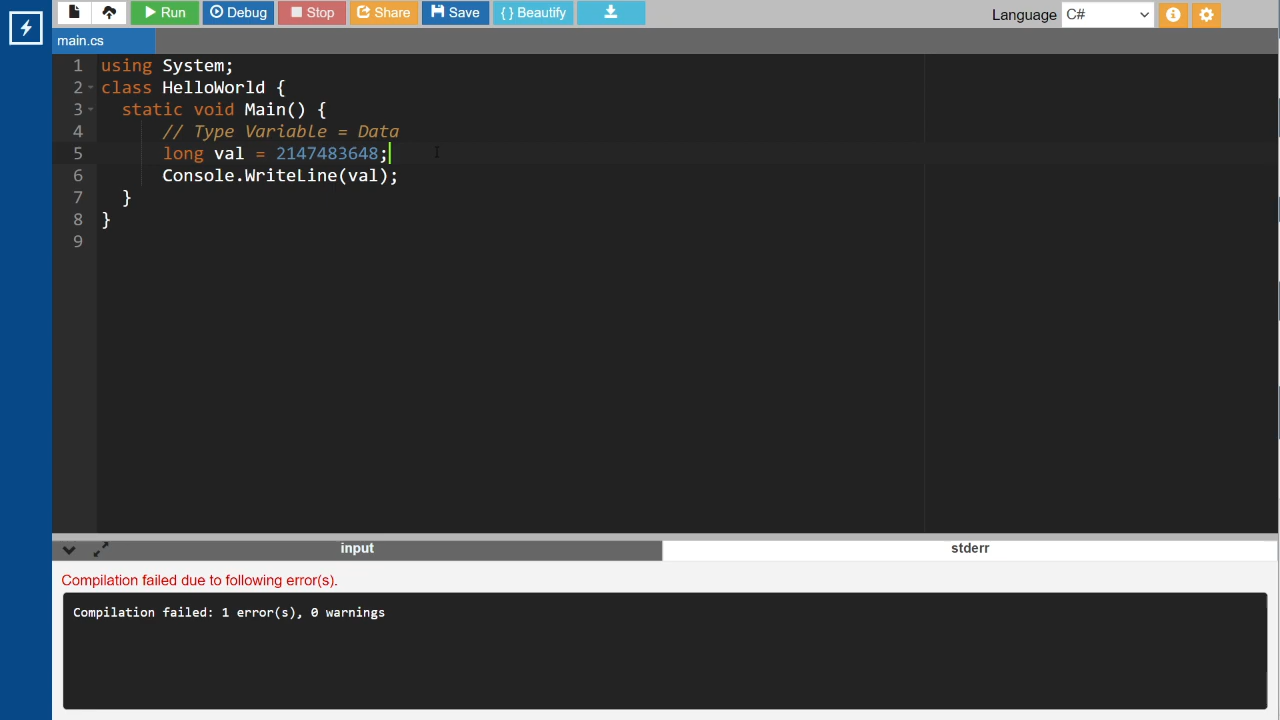 Run Debug Stop Share Save { } Beautify Language C#
main.cs
1 using System;
2 class HelloWorld {
3 static void Main() {
4 // Type Variable = Data
5 long val = 2147483648;
6 Console.WriteLine(val);
7 }
8 }
9
input stderr
Compilation failed due to following error(s).
Compilation failed: 1 error(s), 0 warnings